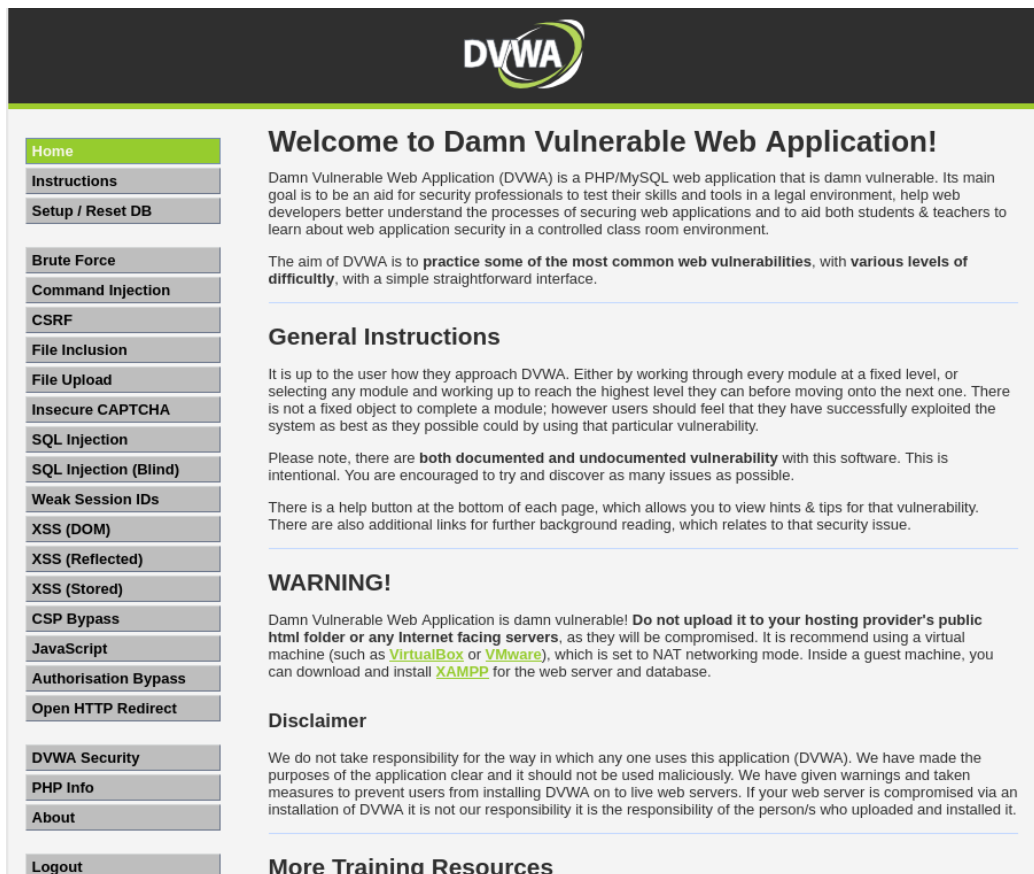 DVWA
Home
Instructions
Setup / Reset DB
Brute Force
Command Injection
CSRF
File Inclusion
File Upload
Insecure CAPTCHA
SQL Injection
SQL Injection (Blind)
Weak Session IDs
XSS (DOM)
XSS (Reflected)
XSS (Stored)
CSP Bypass
JavaScript
Authorisation Bypass
Open HTTP Redirect
DVWA Security
PHP Info
About
Logout
Welcome to Damn Vulnerable Web Application!
Damn Vulnerable Web Application (DVWA) is a PHP/MySQL web application that is damn vulnerable. Its main
goal is to be an aid for security professionals to test their skills and tools in a legal environment, help web
developers better understand the processes of securing web applications and to aid both students & teachers to
learn about web application security in a controlled class room environment.
The aim of DVWA is to practice some of the most common web vulnerabilities, with various levels of
difficultly, with a simple straightforward interface.
General Instructions
It is up to the user how they approach DVWA. Either by working through every module at a fixed level, or
selecting any module and working up to reach the highest level they can before moving onto the next one. There
is not a fixed object to complete a module; however users should feel that they have successfully exploited the
system as best as they possible could by using that particular vulnerability.
Please note, there are both documented and undocumented vulnerability with this software. This is
intentional. You are encouraged to try and discover as many issues as possible.
There is a help button at the bottom of each page, which allows you to view hints & tips for that vulnerability.
There are also additional links for further background reading, which relates to that security issue.
WARNING!
Damn Vulnerable Web Application is damn vulnerable! Do not upload it to your hosting provider's public
html folder or any Internet facing servers, as they will be compromised. It is recommend using a virtual
machine (such as VirtualBox or VMware), which is set to NAT networking mode. Inside a guest machine, you
can download and install XAMPP for the web server and database.
Disclaimer
We do not take responsibility for the way in which any one uses this application (DVWA). We have made the
purposes of the application clear and it should not be used maliciously. We have given warnings and taken
measures to prevent users from installing DVWA on to live web servers. If your web server is compromised via an
installation of DVWA it is not our responsibility it is the responsibility of the person/s who uploaded and installed it.
More Training Resources